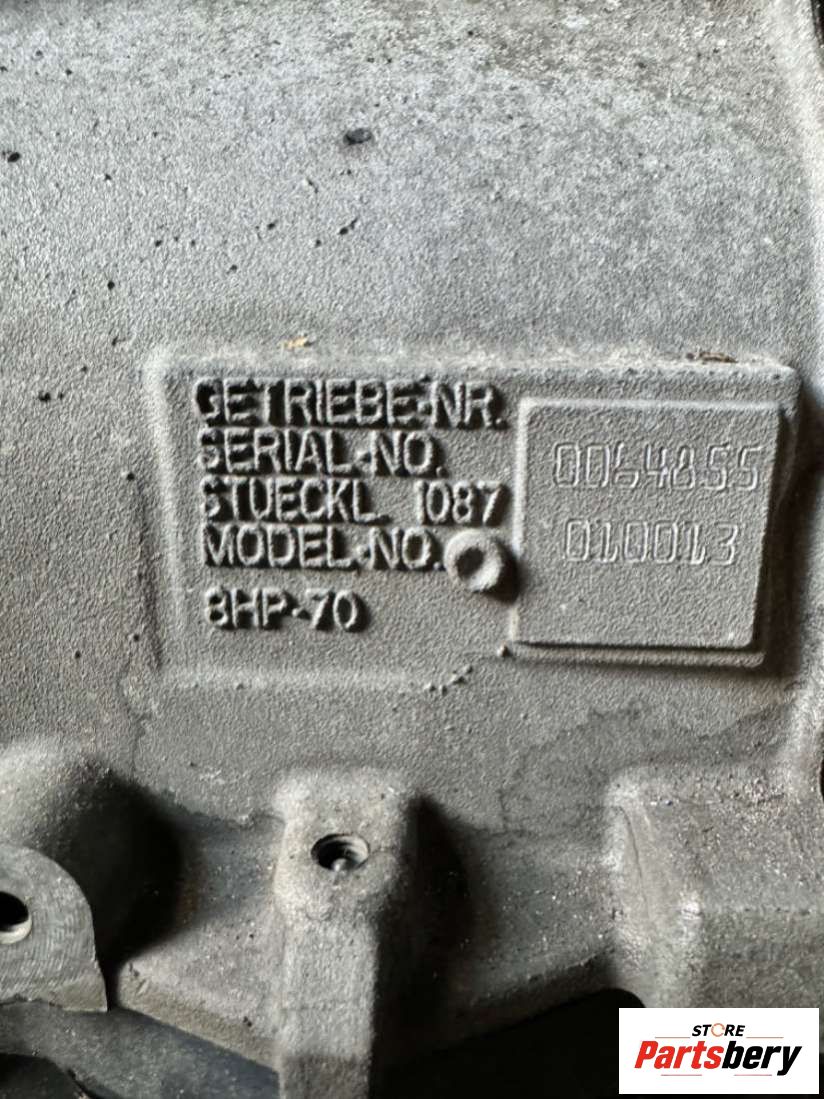 GETRIEBE-NR.
SERIAL-NO.
0064855
STUECKL. 1087
MODEL-NO.
010013
8HP-70
STORE
Partsbery